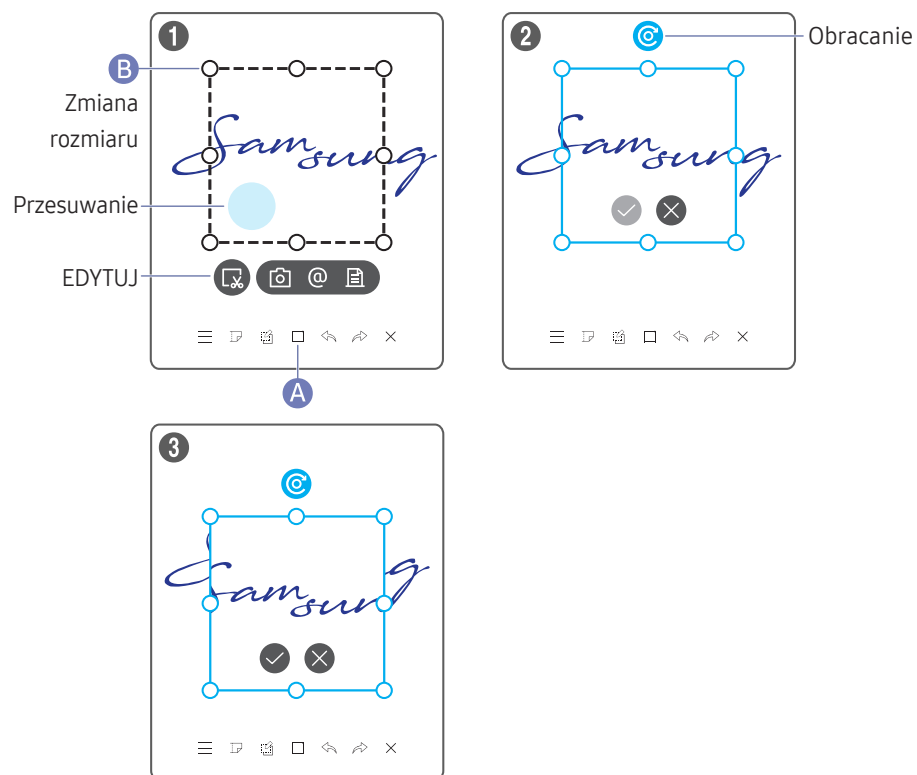 1
B
Zmiana
rozmiaru
Samsung
Przesuwanie
EDYTUJ
@
A
2
Obracanie
Samsung
3
Samsung